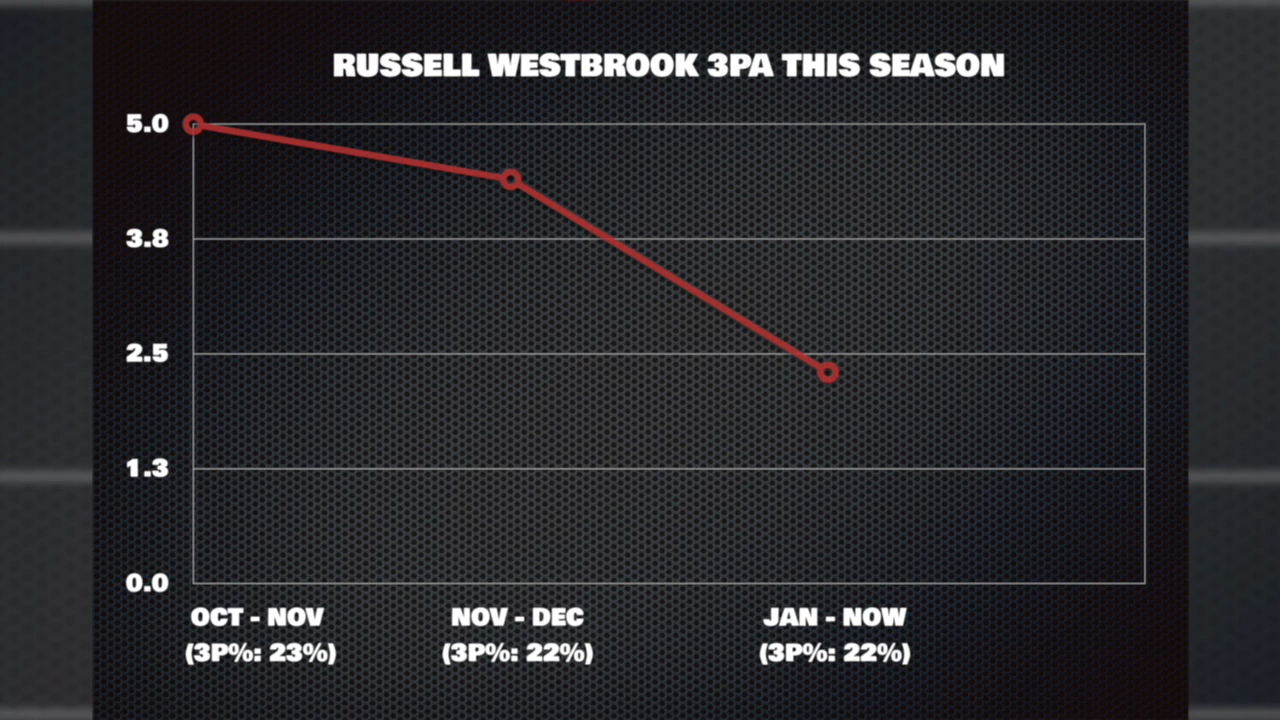 RUSSELL WESTBROOK 3PA THIS SEASON
5.0
3.8
2.5
1.3
0.0
OCT - NOV NOV - DEC JAN - NOW
(3P%: 23%) (3P%: 22%) (3P%: 22%)